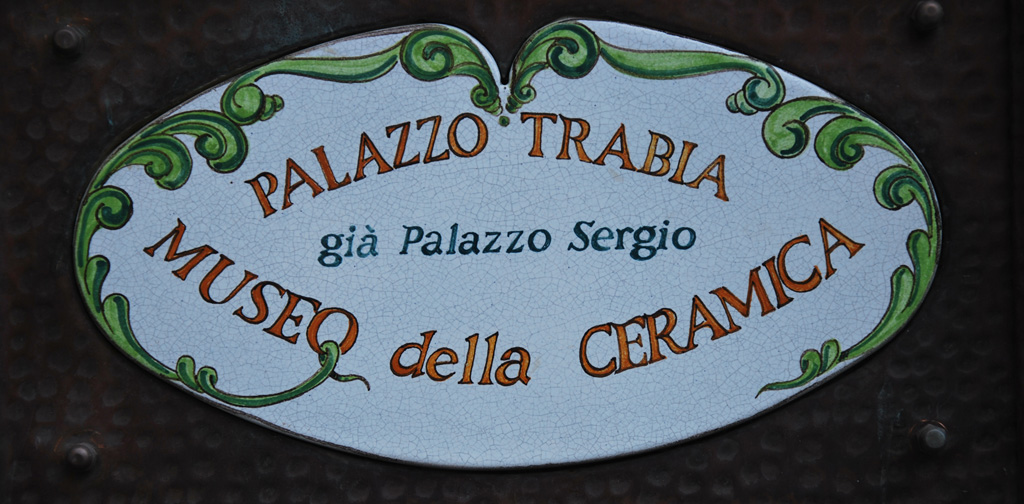 PALAZZO TRABIA
già Palazzo Sergio
MUSEO della CERAMICA